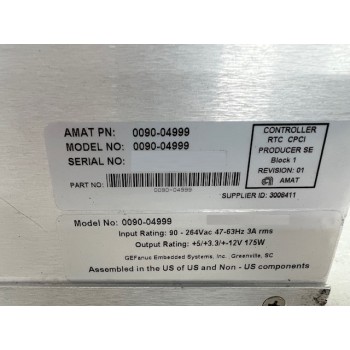 AMAT PN: 0090-04999
MODEL NO: 0090-04999
SERIAL NO:
PART NO:
0090-04999
CONTROLLER
RTC CPCI
PRODUCER SE
Block 1
REVISION: 01
AMAT
SUPPLIER ID: 3006411
Model No: 0090-04999
Input Rating: 90 - 264Vac 47-63Hz 3A rms
Output Rating: +5/+3.3/+-12V 175W
GEFanuc Embedded Systems, Inc., Greenville, SC
Assembled in the US of US and Non - US components